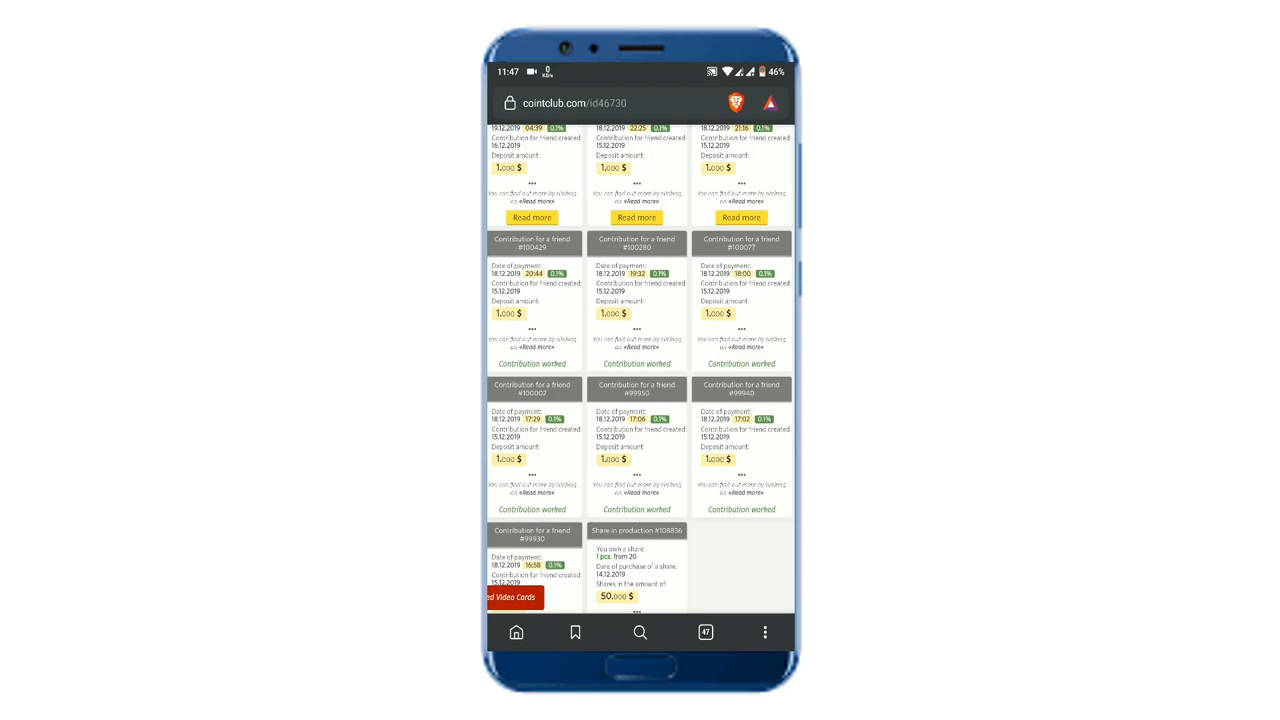 11:47 0 KB/s 46%
cointclub.com/id46730
19.12.2019 04:39 0.1%
Contribution for friend created:
16.12.2019
Deposit amount:
1.000 $
•••
You can find out more by clicking
on «Read more»
Read more
18.12.2019 22:25 0.1%
Contribution for friend created:
15.12.2019
Deposit amount:
1.000 $
•••
You can find out more by clicking
on «Read more»
Read more
18.12.2019 21:16 0.1%
Contribution for friend created:
15.12.2019
Deposit amount:
1.000 $
•••
You can find out more by clicking
on «Read more»
Read more
Contribution for a friend
#100429
Date of payment:
18.12.2019 20:44 0.1%
Contribution for friend created:
15.12.2019
Deposit amount:
1.000 $
•••
You can find out more by clicking
on «Read more»
Contribution worked
Contribution for a friend
#100280
Date of payment:
18.12.2019 19:32 0.1%
Contribution for friend created:
15.12.2019
Deposit amount:
1.000 $
•••
You can find out more by clicking
on «Read more»
Contribution worked
Contribution for a friend
#100077
Date of payment:
18.12.2019 18:00 0.1%
Contribution for friend created:
15.12.2019
Deposit amount:
1.000 $
•••
You can find out more by clicking
on «Read more»
Contribution worked
Contribution for a friend
#100002
Date of payment:
18.12.2019 17:29 0.1%
Contribution for friend created:
15.12.2019
Deposit amount:
1.000 $
•••
You can find out more by clicking
on «Read more»
Contribution worked
Contribution for a friend
#99950
Date of payment:
18.12.2019 17:06 0.1%
Contribution for friend created:
15.12.2019
Deposit amount:
1.000 $
•••
You can find out more by clicking
on «Read more»
Contribution worked
Contribution for a friend
#99940
Date of payment:
18.12.2019 17:02 0.1%
Contribution for friend created:
15.12.2019
Deposit amount:
1.000 $
•••
You can find out more by clicking
on «Read more»
Contribution worked
Contribution for a friend
#99930
Date of payment:
18.12.2019 16:58 0.1%
Contribution for friend created:
15.12.2019
ed Video Cards
Share in production #108836
You own a share:
1 pcs. from 20
Date of purchase of a share:
14.12.2019
Shares in the amount of:
50.000 $
•••
47